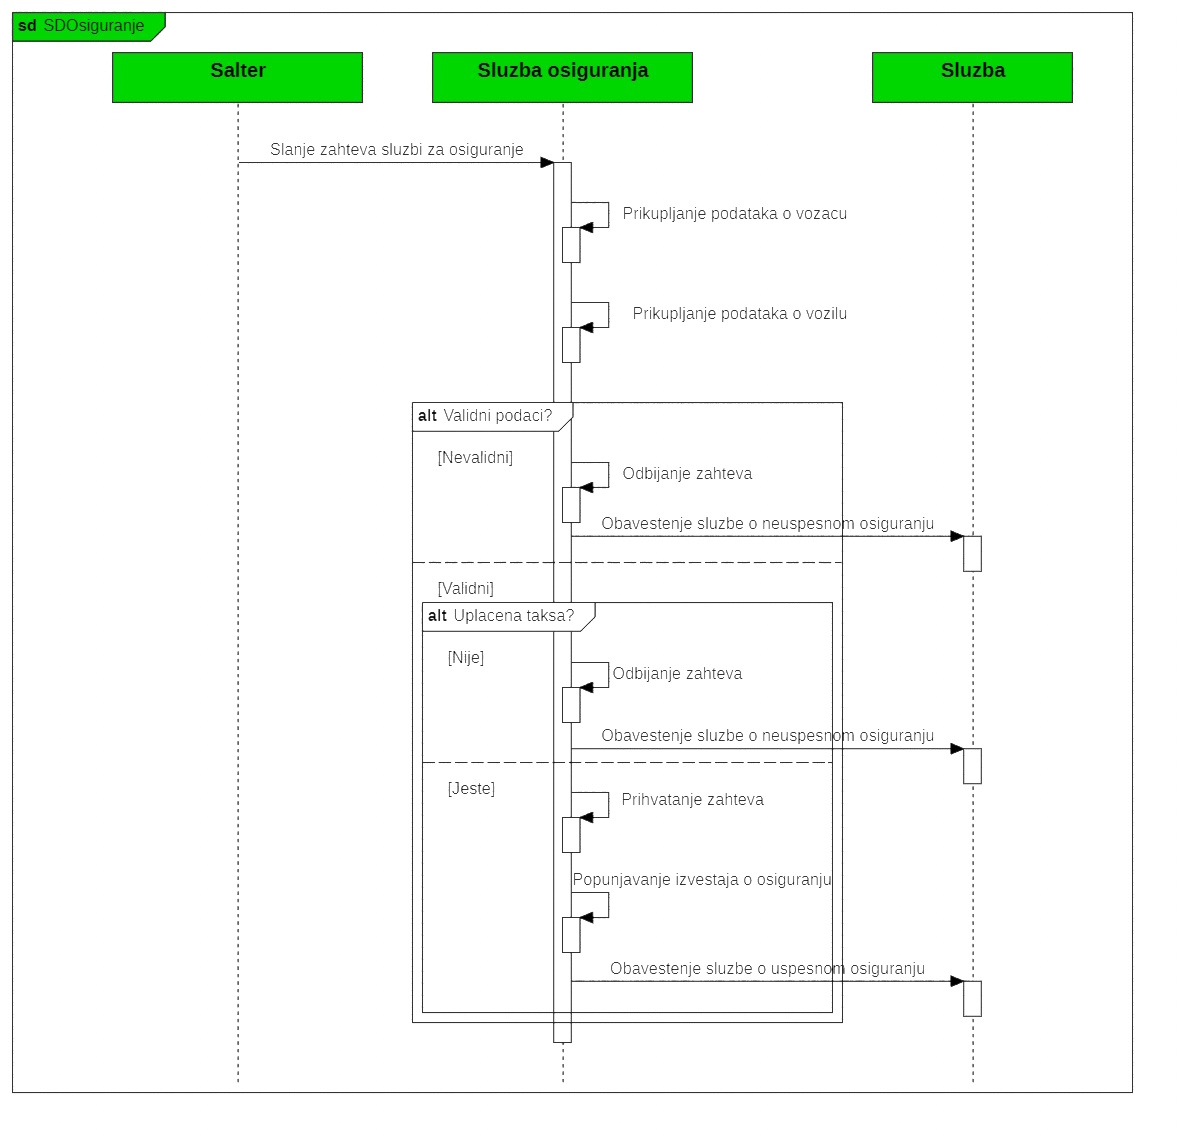 sd SDOsiguranje
Salter
Sluzba osiguranja
Sluzba
Slanje zahteva sluzbi za osiguranje
Prikupljanje podataka o vozacu
Prikupljanje podataka o vozilu
alt Validni podaci?
[Nevalidni]
Odbijanje zahteva
Obavestenje sluzbe o neuspesnom osiguranju
[Validni]
alt Uplacena taksa?
[Nije]
Odbijanje zahteva
Obavestenje sluzbe o neuspesnom osiguranju
[Jeste]
Prihvatanje zahteva
Popunjavanje izvestaja o osiguranju
Obavestenje sluzbe o uspesnom osiguranju